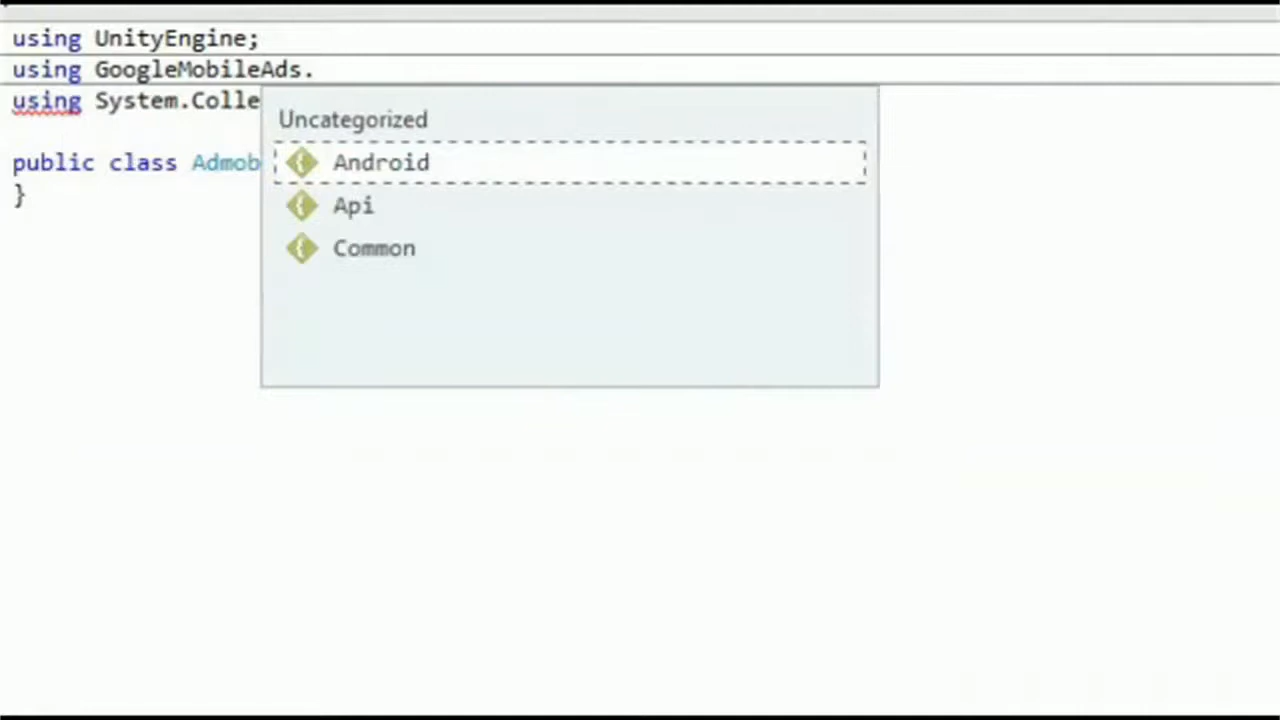 using UnityEngine;
using GoogleMobileAds.
using System.Colle
Uncategorized
public class Admob
Android
}
Api
Common